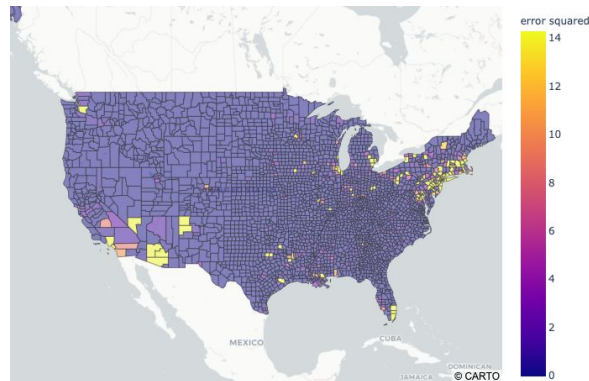 error squared
14
12
10
8
6
4
2
0
MEXICO
CUBA
DOMINICAN
JAMAICA
© CARTO